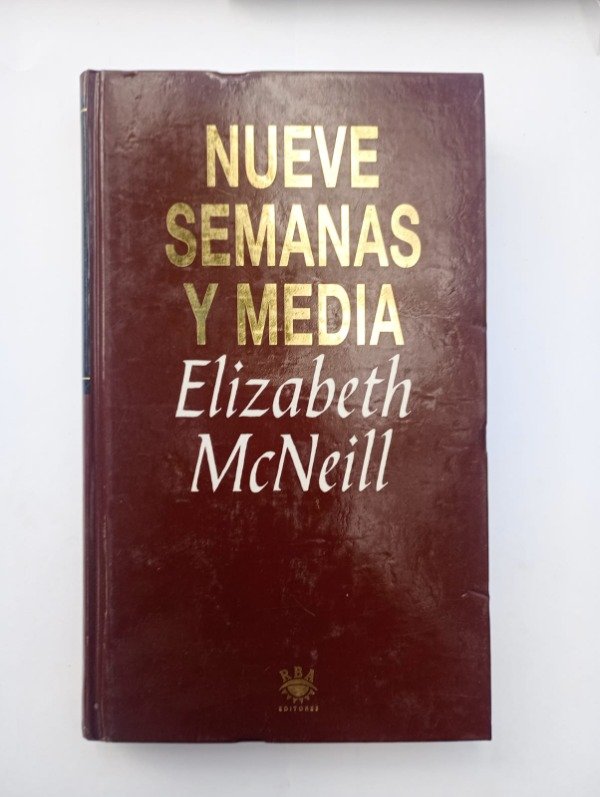 NUEVE
SEMANAS
Y MEDIA
Elizabeth
McNeill
RBA
EDITORES